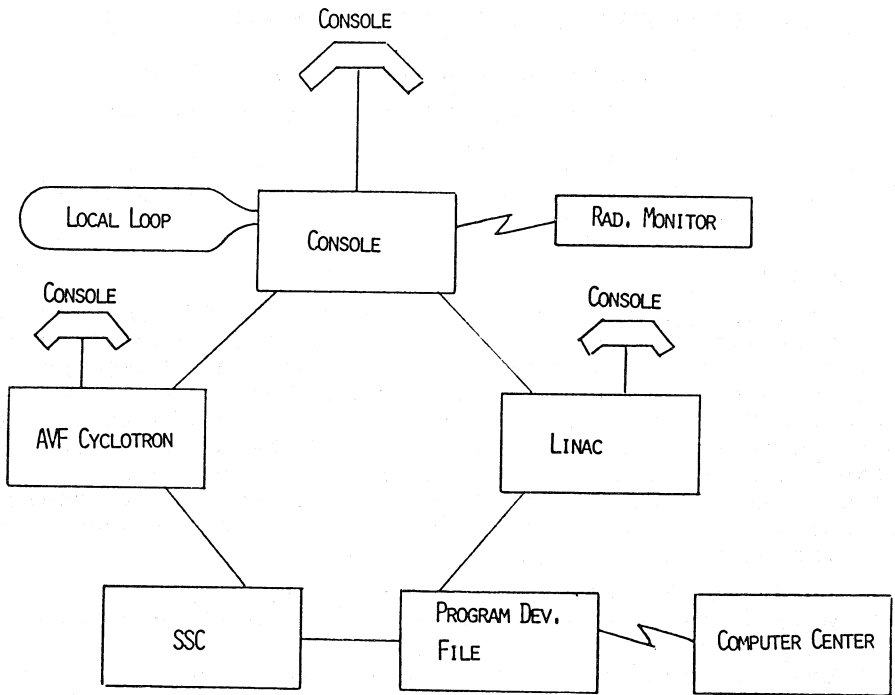 CONSOLE
LOCAL LOOP
CONSOLE
RAD. MONITOR
CONSOLE
CONSOLE
AVF CYCLOTRON
LINAC
SSC
PROGRAM DEV.
FILE
COMPUTER CENTER